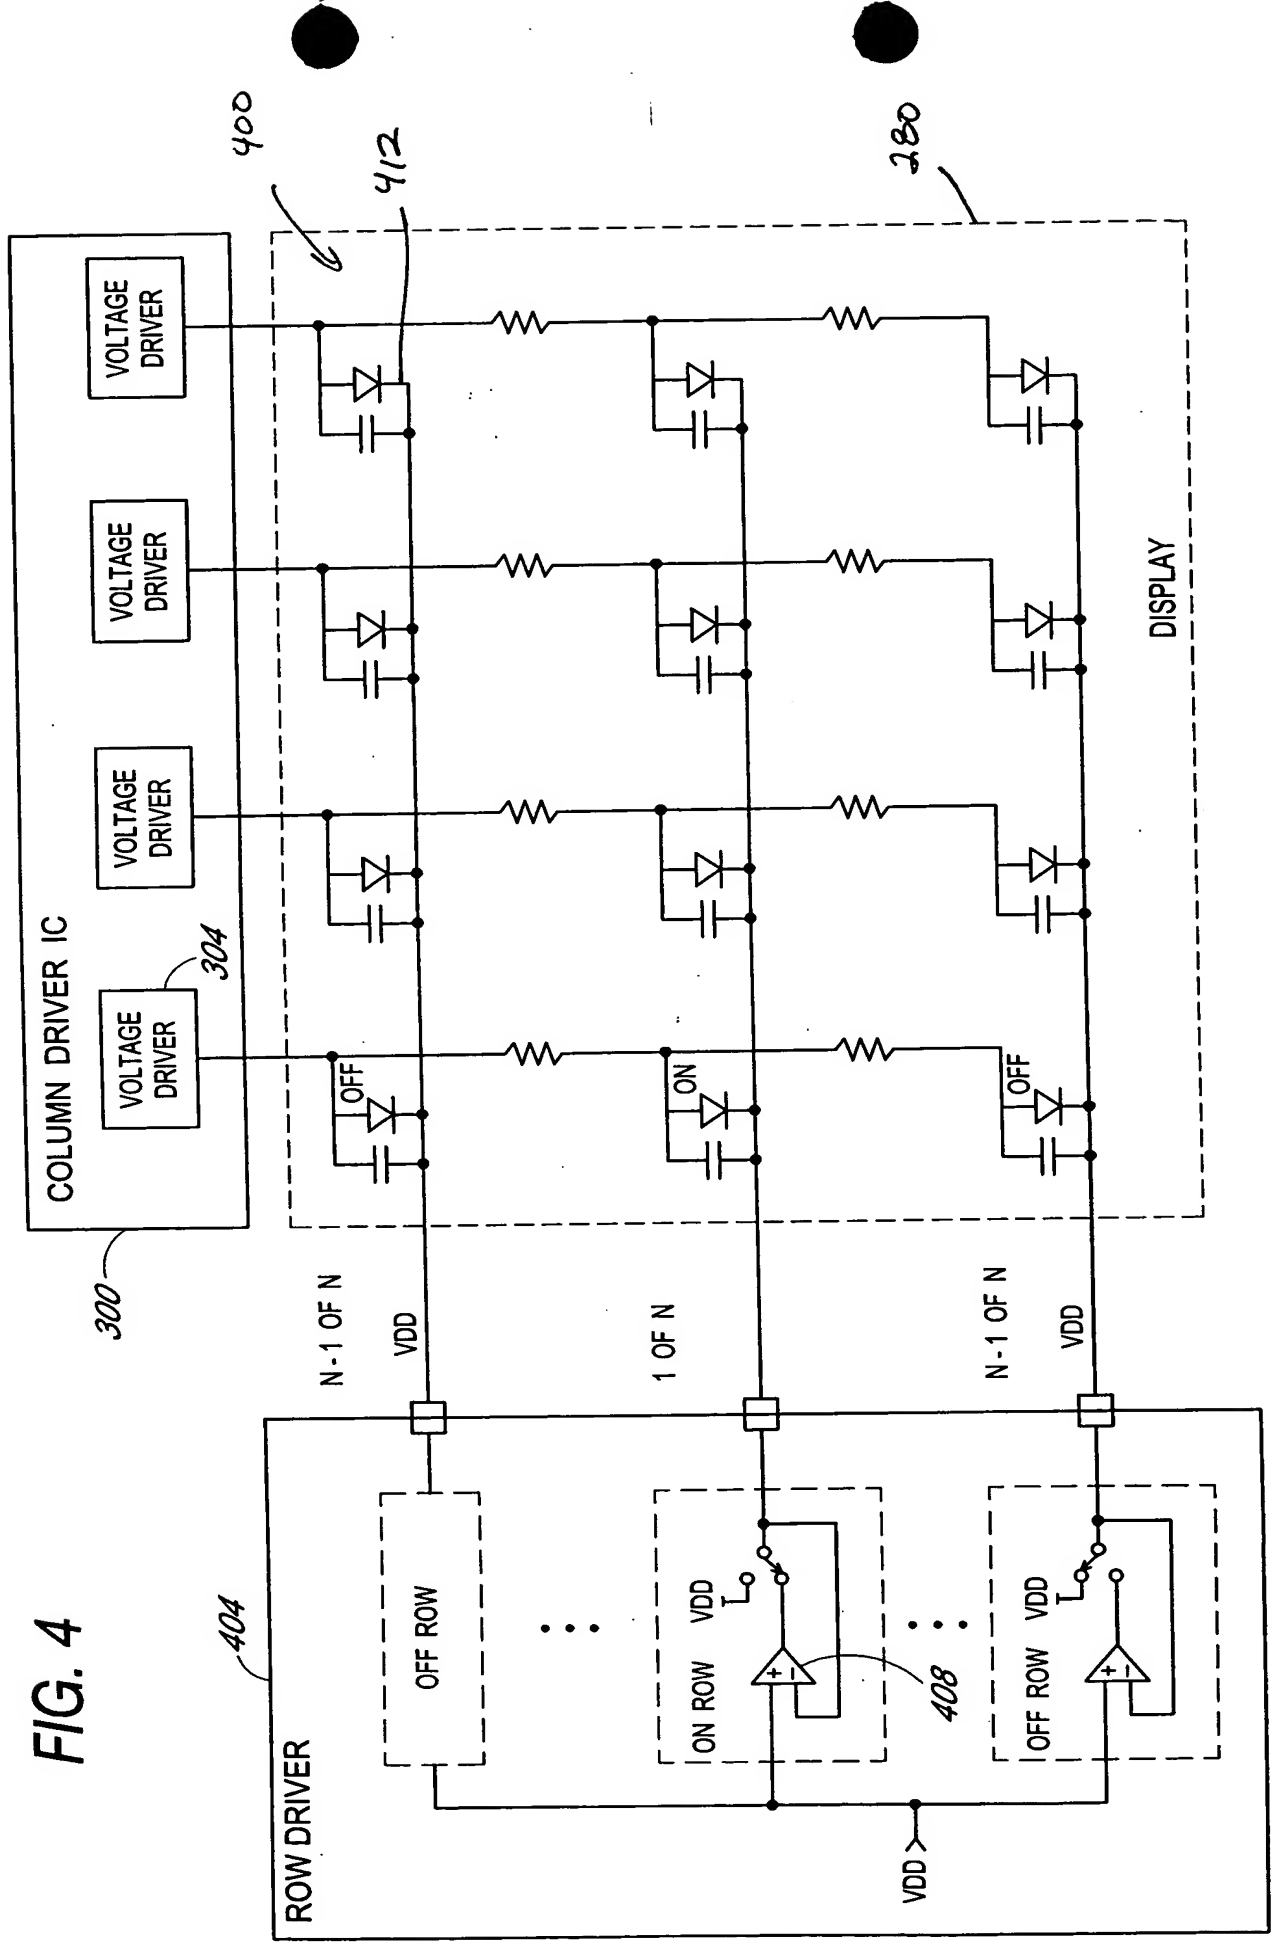 FIG. 4
300
COLUMN DRIVER IC
VOLTAGE
DRIVER
304
VOLTAGE
DRIVER
VOLTAGE
DRIVER
VOLTAGE
DRIVER
400
412
280
404
ROW DRIVER
OFF ROW
N-1 OF N
VDD
OFF
ON ROW
VDD
+
−
408
1 OF N
ON
OFF ROW
VDD
+
−
N-1 OF N
VDD
OFF
VDD
DISPLAY